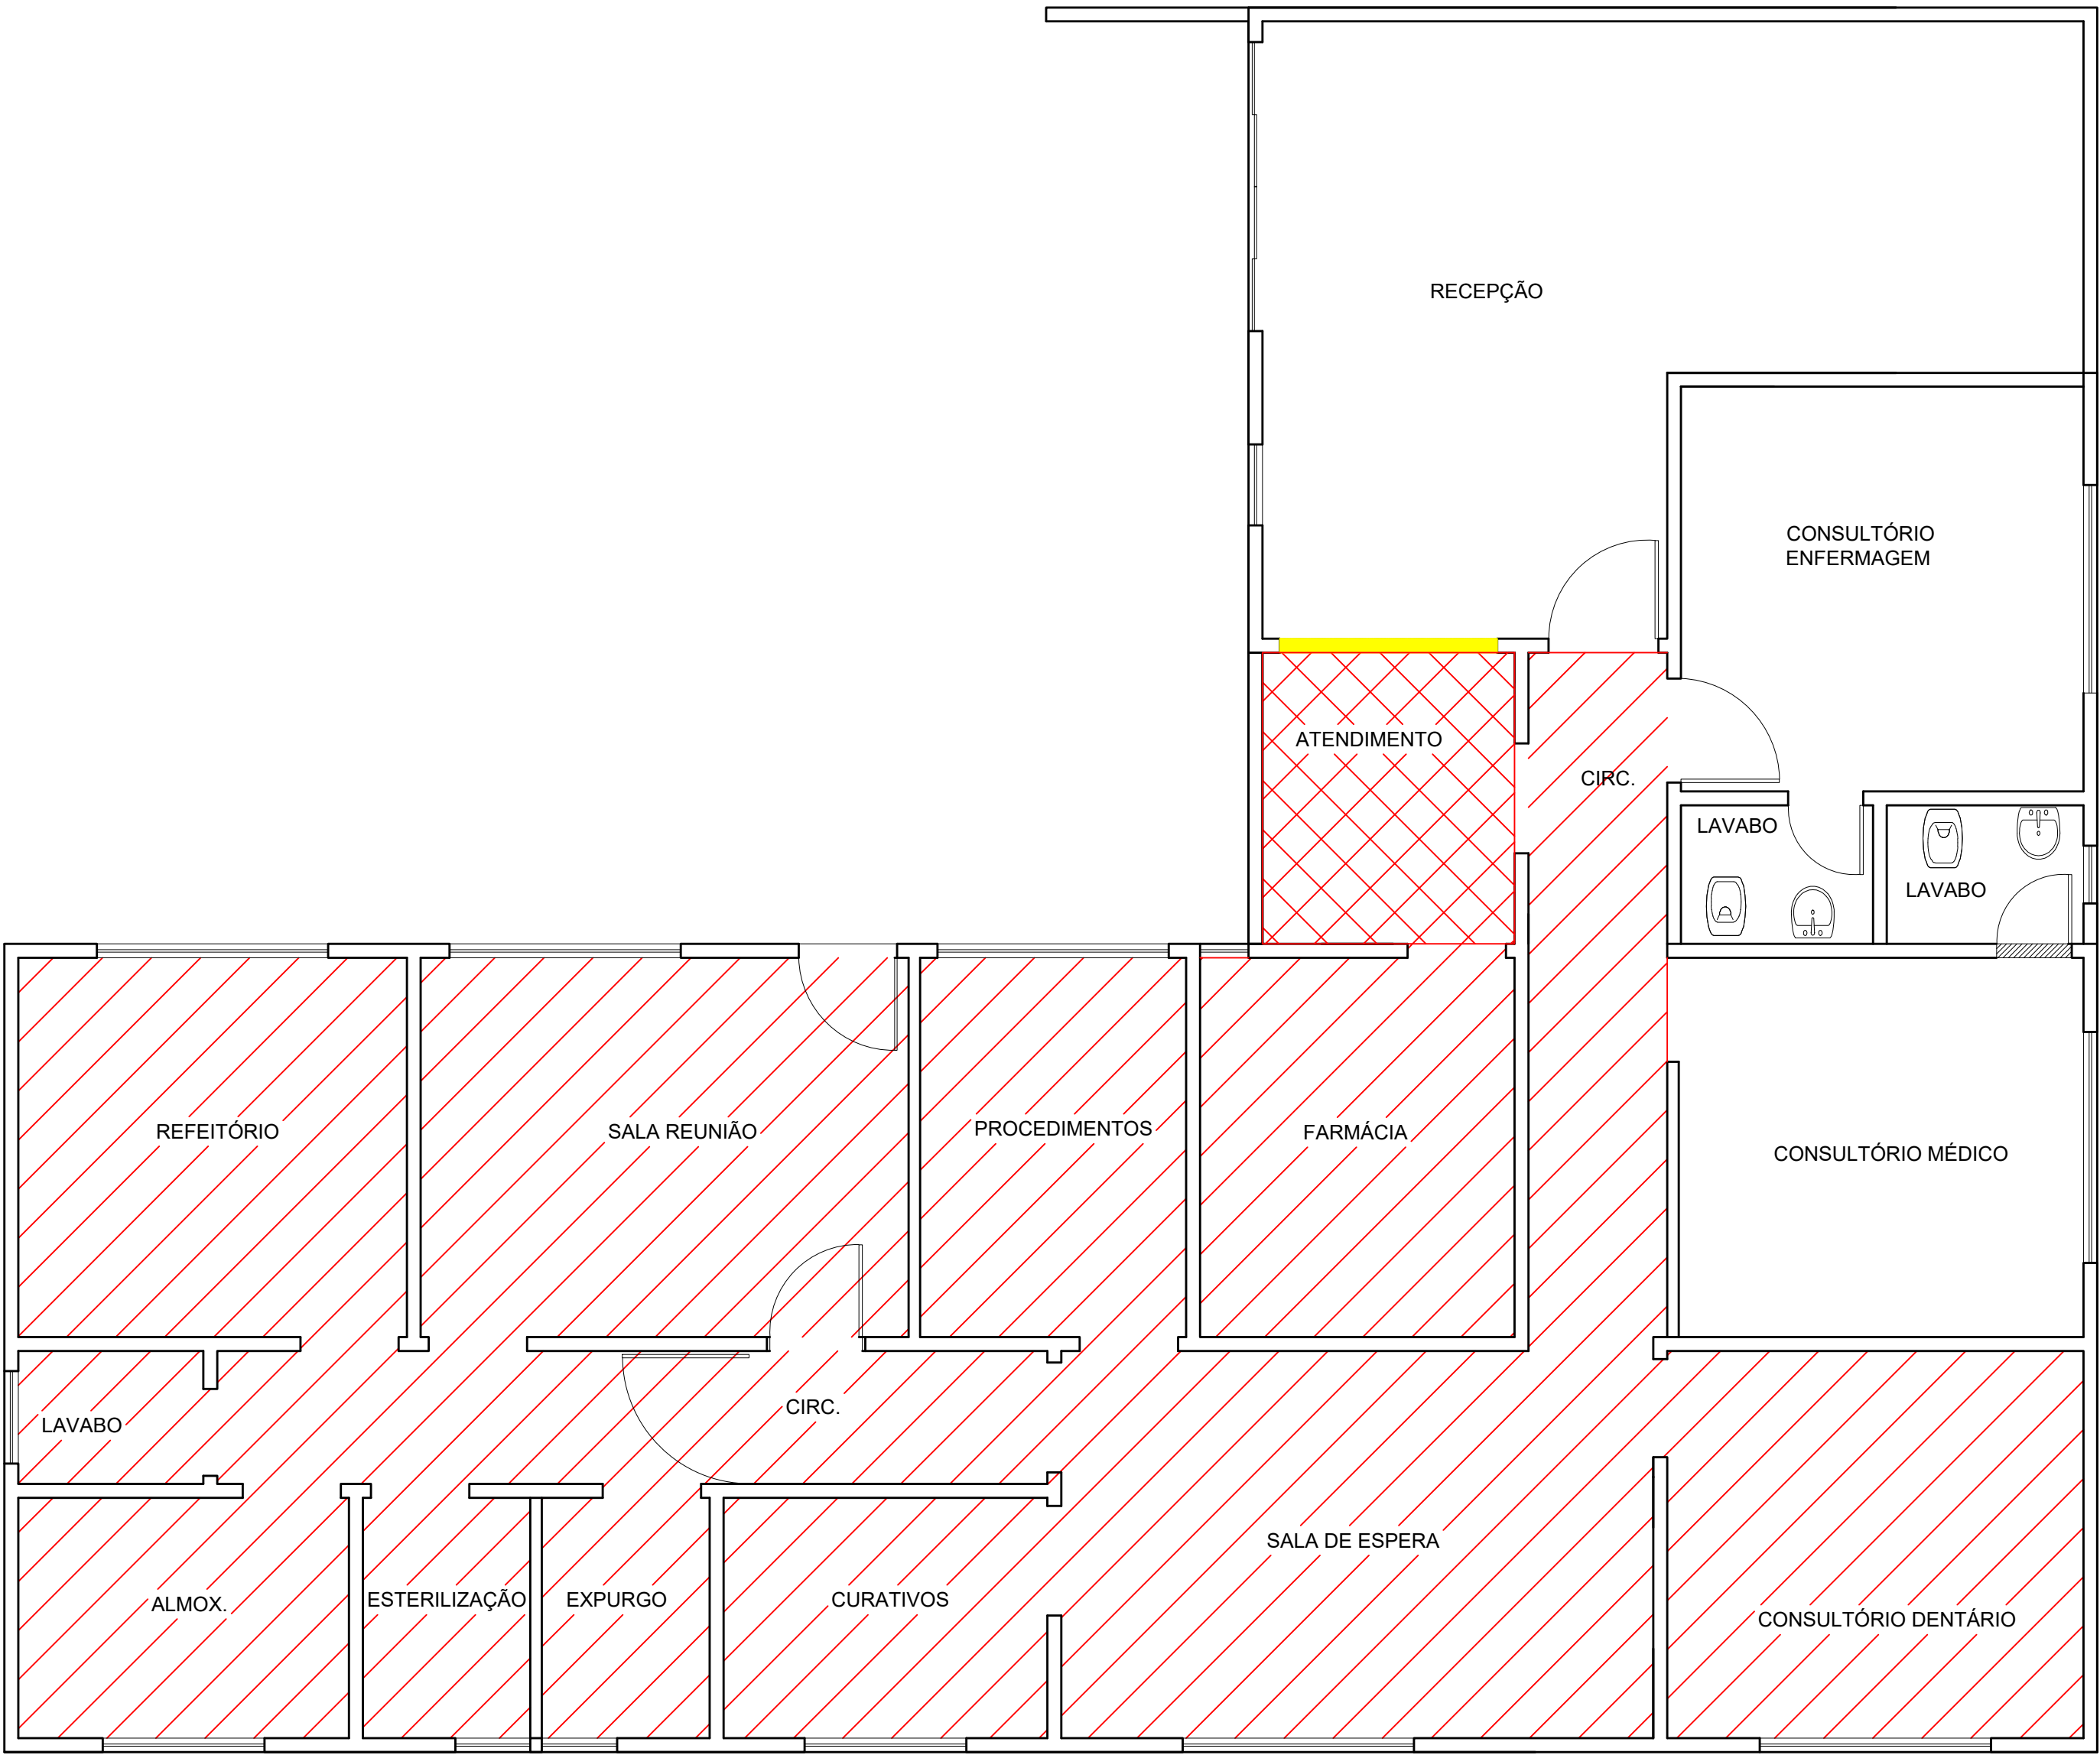 RECEPÇÃO
CONSULTÓRIO
ENFERMAGEM
ATENDIMENTO
CIRC.
LAVABO
LAVABO
REFEITÓRIO
SALA REUNIÃO
PROCEDIMENTOS
FARMÁCIA
CONSULTÓRIO MÉDICO
LAVABO
CIRC.
ALMOX.
ESTERILIZAÇÃO
EXPURGO
CURATIVOS
SALA DE ESPERA
CONSULTÓRIO DENTÁRIO